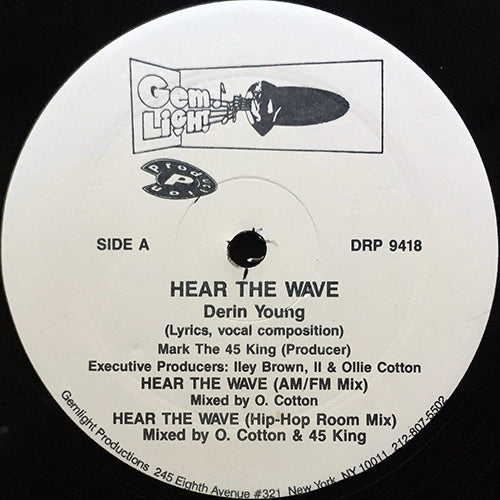 Gem
Light
Production
P
SIDE A
DRP 9418
HEAR THE WAVE
Derin Young
(Lyrics, vocal composition)
Mark The 45 King (Producer)
Executive Producers: Iley Brown, II & Ollie Cotton
HEAR THE WAVE (AM/FM Mix)
Mixed by O. Cotton
HEAR THE WAVE (Hip-Hop Room Mix)
Mixed by O. Cotton & 45 King
Gemlight Productions 245 Eighth Avenue #321 New York, NY 10011 212-807-5502